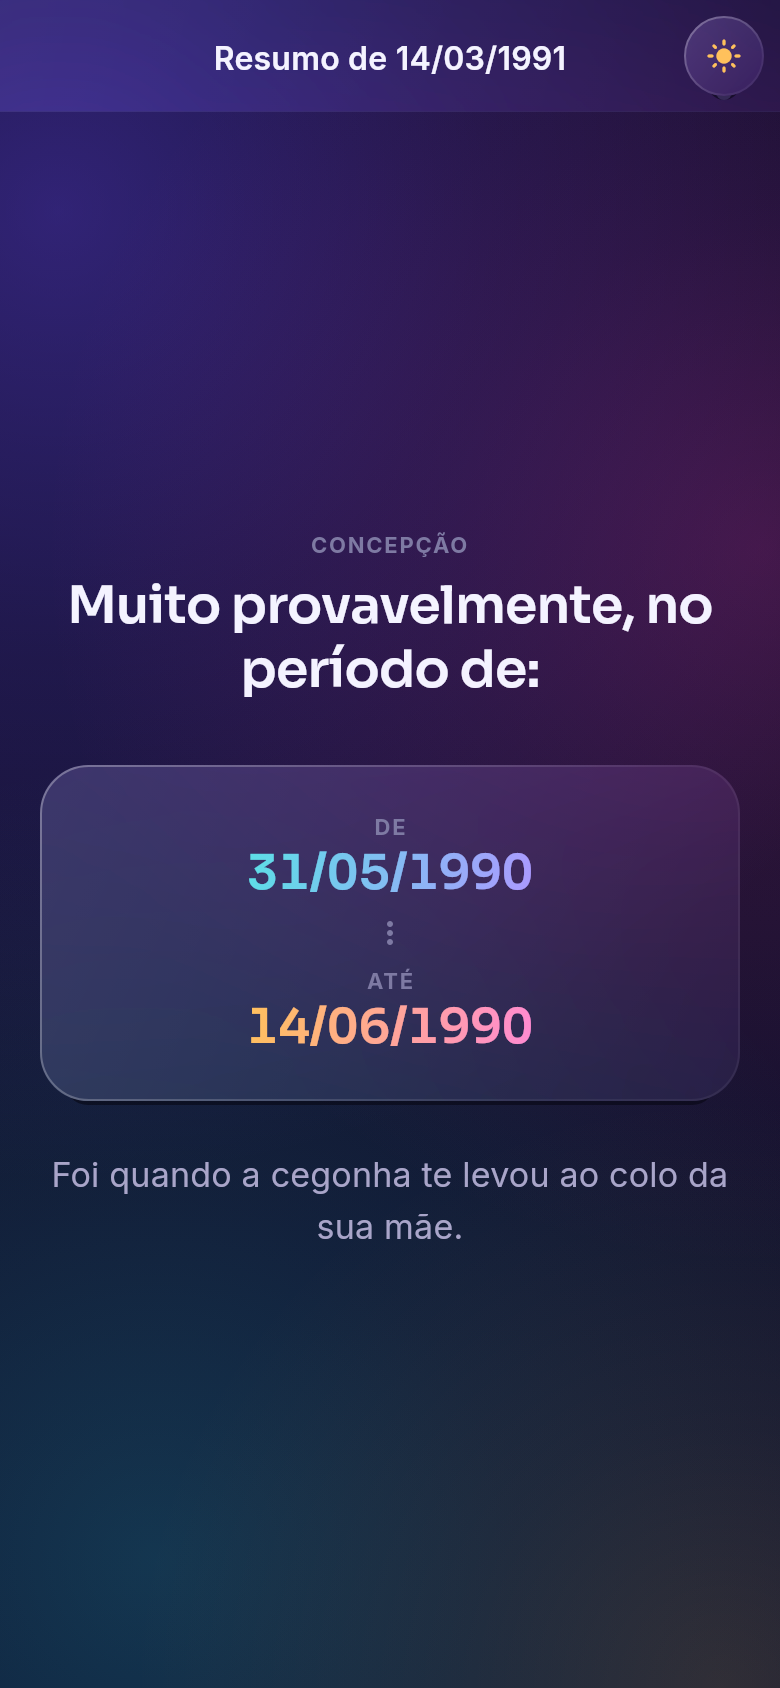 Resumo de 14/03/1991
CONCEPÇÃO
Muito provavelmente, no
período de:
DE
31/05/1990
ATÉ
14/06/1990
Foi quando a cegonha te levou ao colo da
sua mãe.